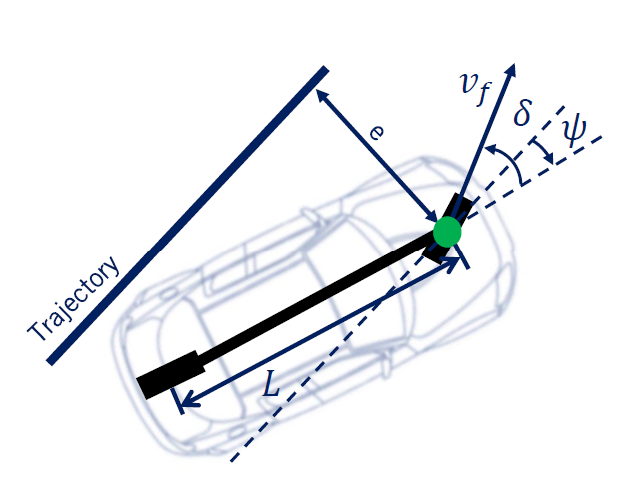 v_f
δ
ψ
e
Trajectory
L